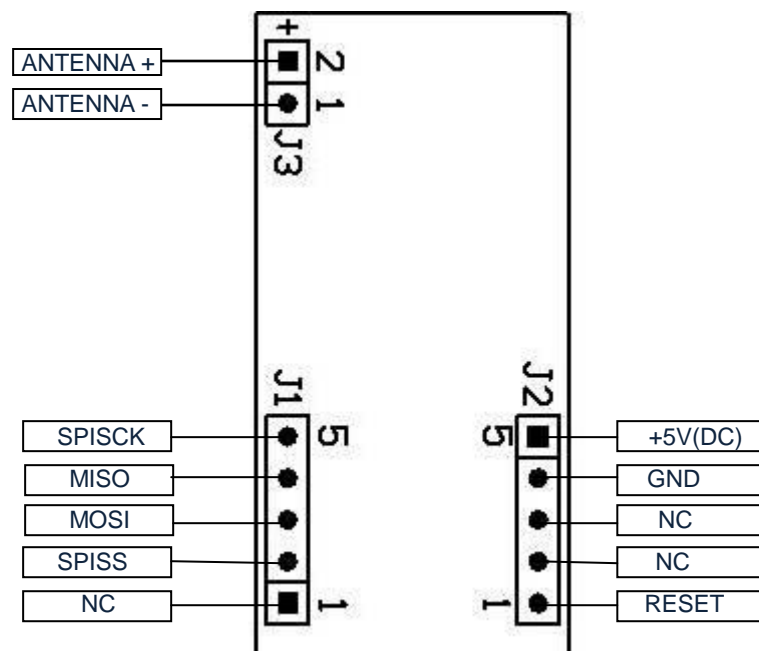 +
ANTENNA +
2
ANTENNA -
1
J3
J1
J2
SPISCK
5
5
+5V(DC)
MISO
GND
MOSI
NC
SPISS
NC
NC
1
1
RESET